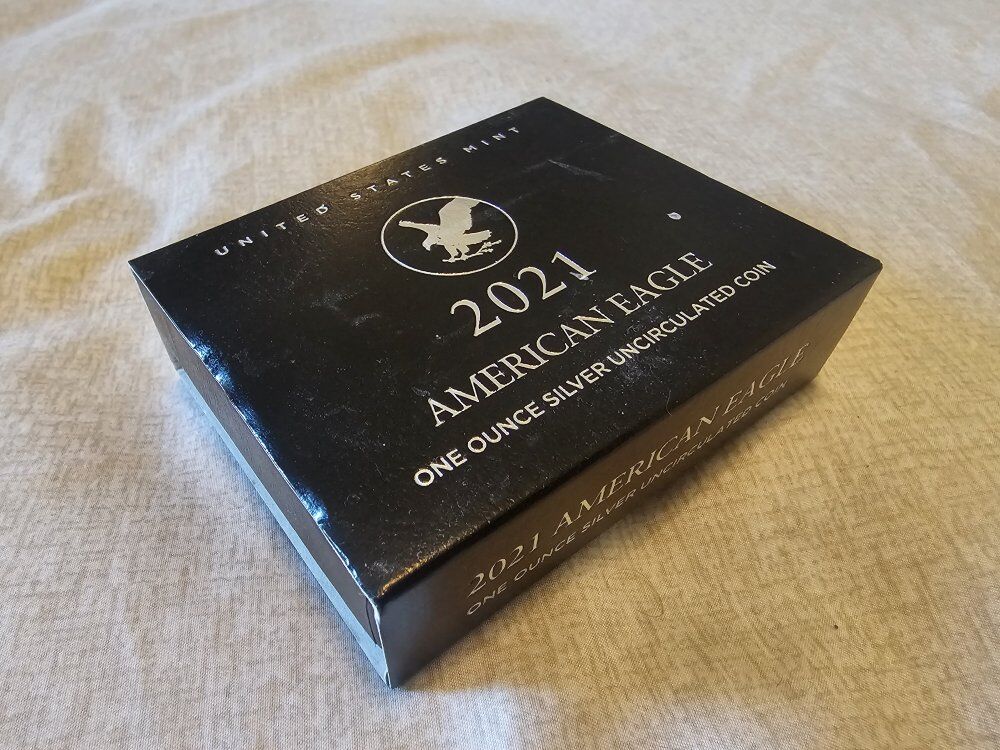 UNITED STATES MINT
2021
AMERICAN EAGLE
ONE OUNCE SILVER UNCIRCULATED COIN
2021 AMERICAN EAGLE
ONE OUNCE SILVER UNCIRCULATED COIN